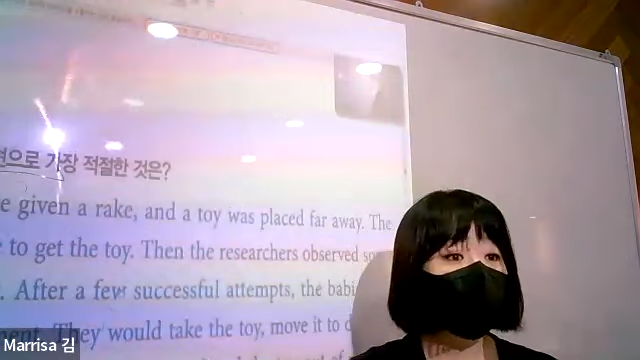 으로 가장 적절한 것은?
e given a rake, and a toy was placed far away. The
to get the toy. Then the researchers observed
. After a few successful attempts, the
They would take the toy, move it to
Marrisa 김